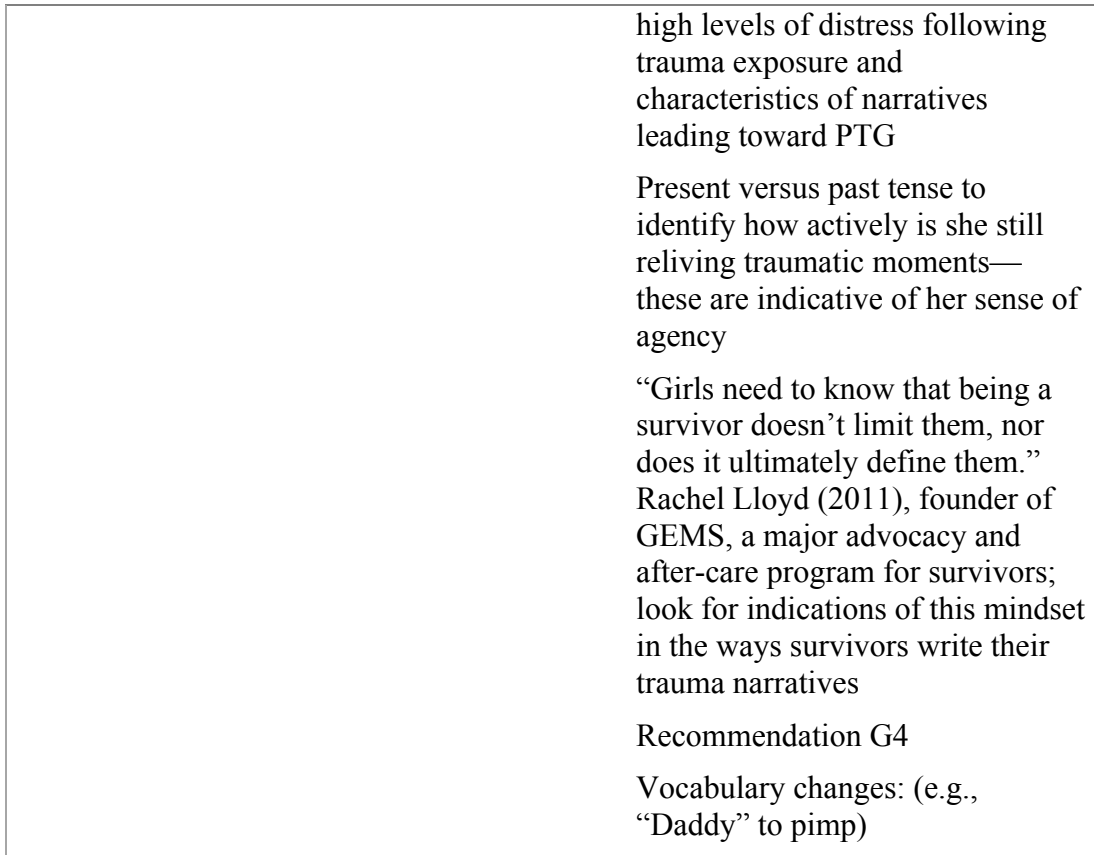 high levels of distress following
trauma exposure and
characteristics of narratives
leading toward PTG
Present versus past tense to
identify how actively is she still
reliving traumatic moments—
these are indicative of her sense of
agency
“Girls need to know that being a
survivor doesn’t limit them, nor
does it ultimately define them.”
Rachel Lloyd (2011), founder of
GEMS, a major advocacy and
after-care program for survivors;
look for indications of this mindset
in the ways survivors write their
trauma narratives
Recommendation G4
Vocabulary changes: (e.g.,
“Daddy” to pimp)